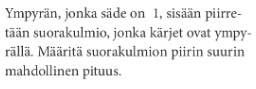 Ympyrän, jonka säde on 1, sisään piirre-
tään suorakulmio, jonka kärjet ovat ympy-
rällä. Määritä suorakulmion piirin suurin
mahdollinen pituus.